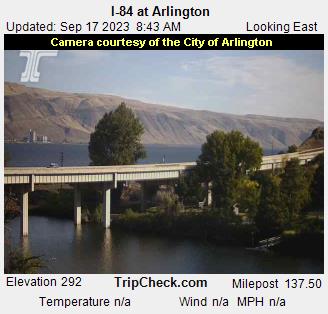 I-84 at Arlington
Updated: Sep 17 2023 8:43 AM Looking East
Camera courtesy of the City of Arlington
Elevation 292 TripCheck.com Milepost 137.50
Temperature n/a Wind n/a MPH n/a